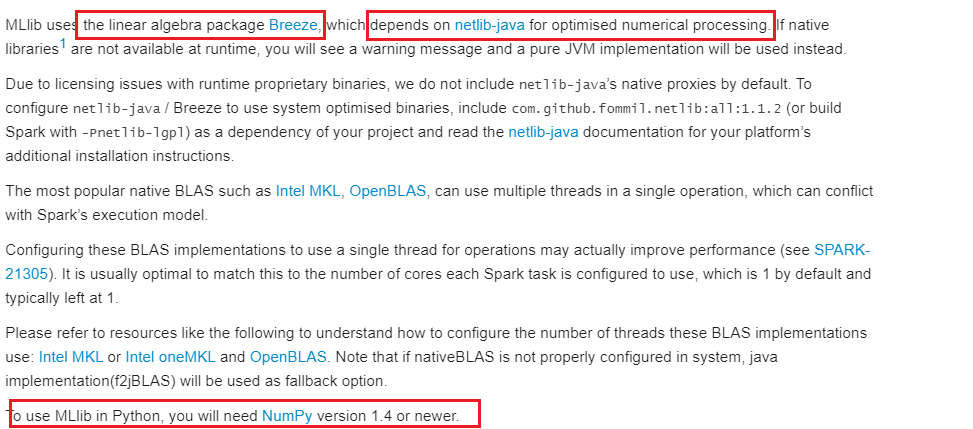 MLlib uses the linear algebra package Breeze, which depends on netlib-java for optimised numerical processing. If native
libraries1 are not available at runtime, you will see a warning message and a pure JVM implementation will be used instead.
Due to licensing issues with runtime proprietary binaries, we do not include netlib-java's native proxies by default. To
configure netlib-java / Breeze to use system optimised binaries, include com.github.fommil.netlib:all:1.1.2 (or build
Spark with -Pnetlib-lgpl) as a dependency of your project and read the netlib-java documentation for your platform's
additional installation instructions.
The most popular native BLAS such as Intel MKL, OpenBLAS, can use multiple threads in a single operation, which can conflict
with Spark's execution model.
Configuring these BLAS implementations to use a single thread for operations may actually improve performance (see SPARK-
21305). It is usually optimal to match this to the number of cores each Spark task is configured to use, which is 1 by default and
typically left at 1.
Please refer to resources like the following to understand how to configure the number of threads these BLAS implementations
use: Intel MKL or Intel oneMKL and OpenBLAS. Note that if nativeBLAS is not properly configured in system, java
implementation(f2jBLAS) will be used as fallback option.
To use MLlib in Python, you will need NumPy version 1.4 or newer.